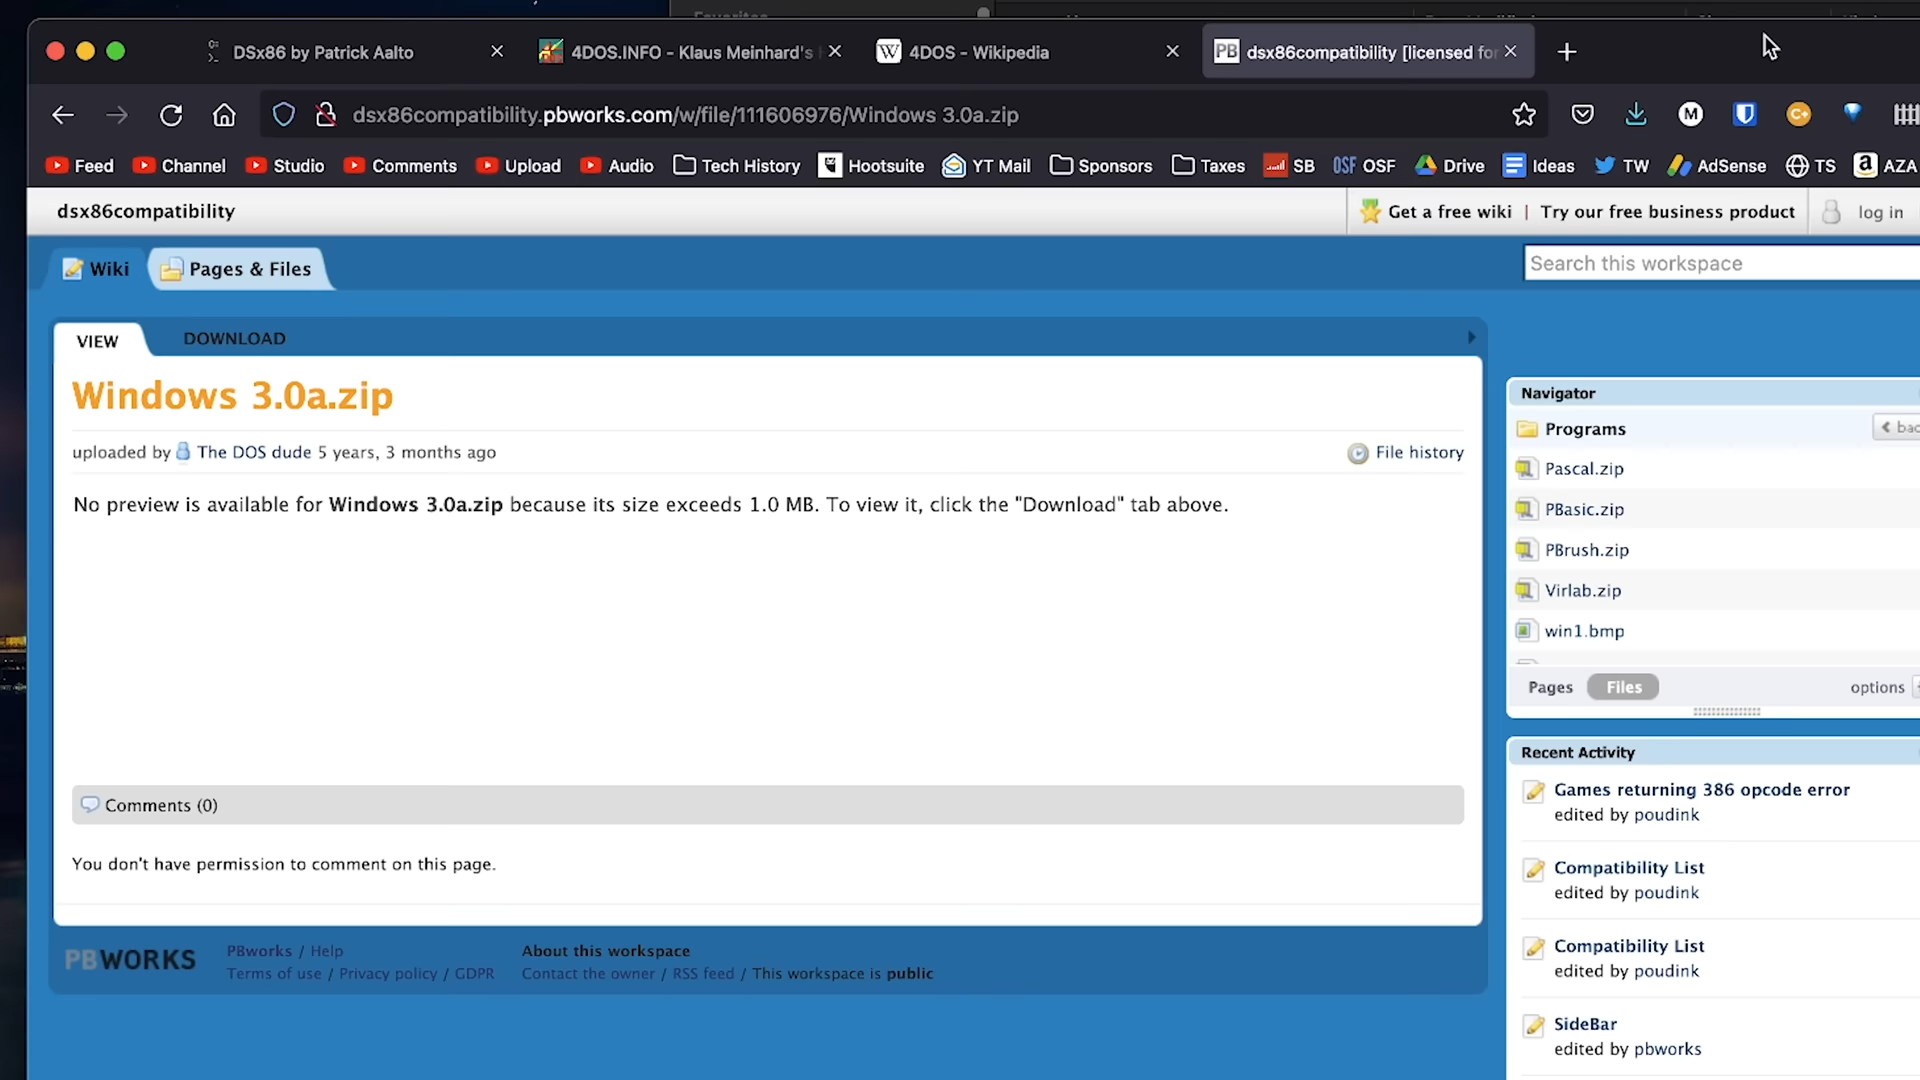 DSx86 by Patrick Aalto
4DOS.INFO - Klaus Meinhard's
4DOS - Wikipedia
PB dsx86compatibility [licensed for
dsx86compatibility.pbworks.com/w/file/111606976/Windows 3.0a.zip
Feed Channel Studio Comments Upload Audio Tech History Hootsuite YT Mail Sponsors Taxes SB OSF OSF Drive Ideas TW AdSense TS AZA
dsx86compatibility
Get a free wiki | Try our free business product
log in
Wiki
Pages & Files
Search this workspace
VIEW
DOWNLOAD
Windows 3.0a.zip
uploaded by The DOS dude 5 years, 3 months ago
File history
No preview is available for Windows 3.0a.zip because its size exceeds 1.0 MB. To view it, click the "Download" tab above.
Comments (0)
You don't have permission to comment on this page.
Navigator
Programs
Pascal.zip
PBasic.zip
PBrush.zip
Virlab.zip
win1.bmp
Pages Files options
Recent Activity
Games returning 386 opcode error
edited by poudink
Compatibility List
edited by poudink
Compatibility List
edited by poudink
SideBar
edited by pbworks
PBWORKS
PBworks / Help
Terms of use / Privacy policy / GDPR
About this workspace
Contact the owner / RSS feed / This workspace is public